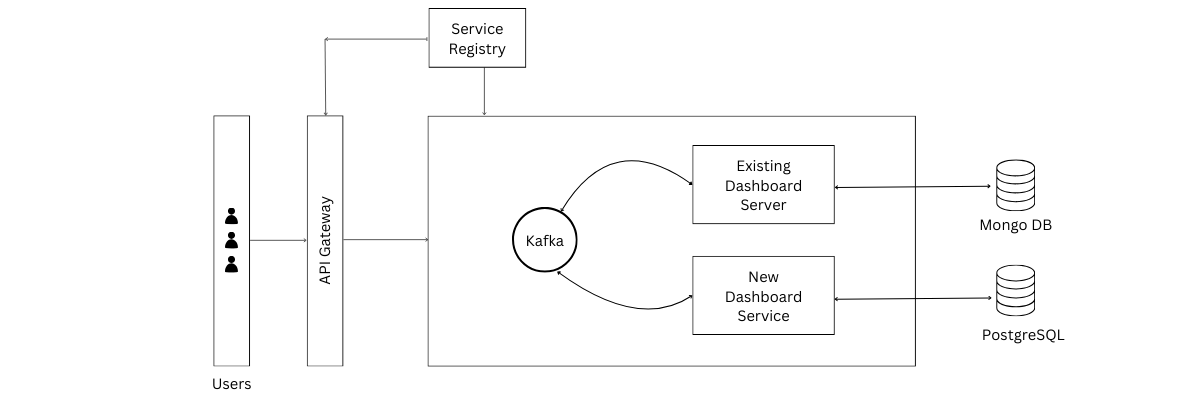 Service
Registry
Users
API Gateway
Kafka
Existing
Dashboard
Server
New
Dashboard
Service
Mongo DB
PostgreSQL